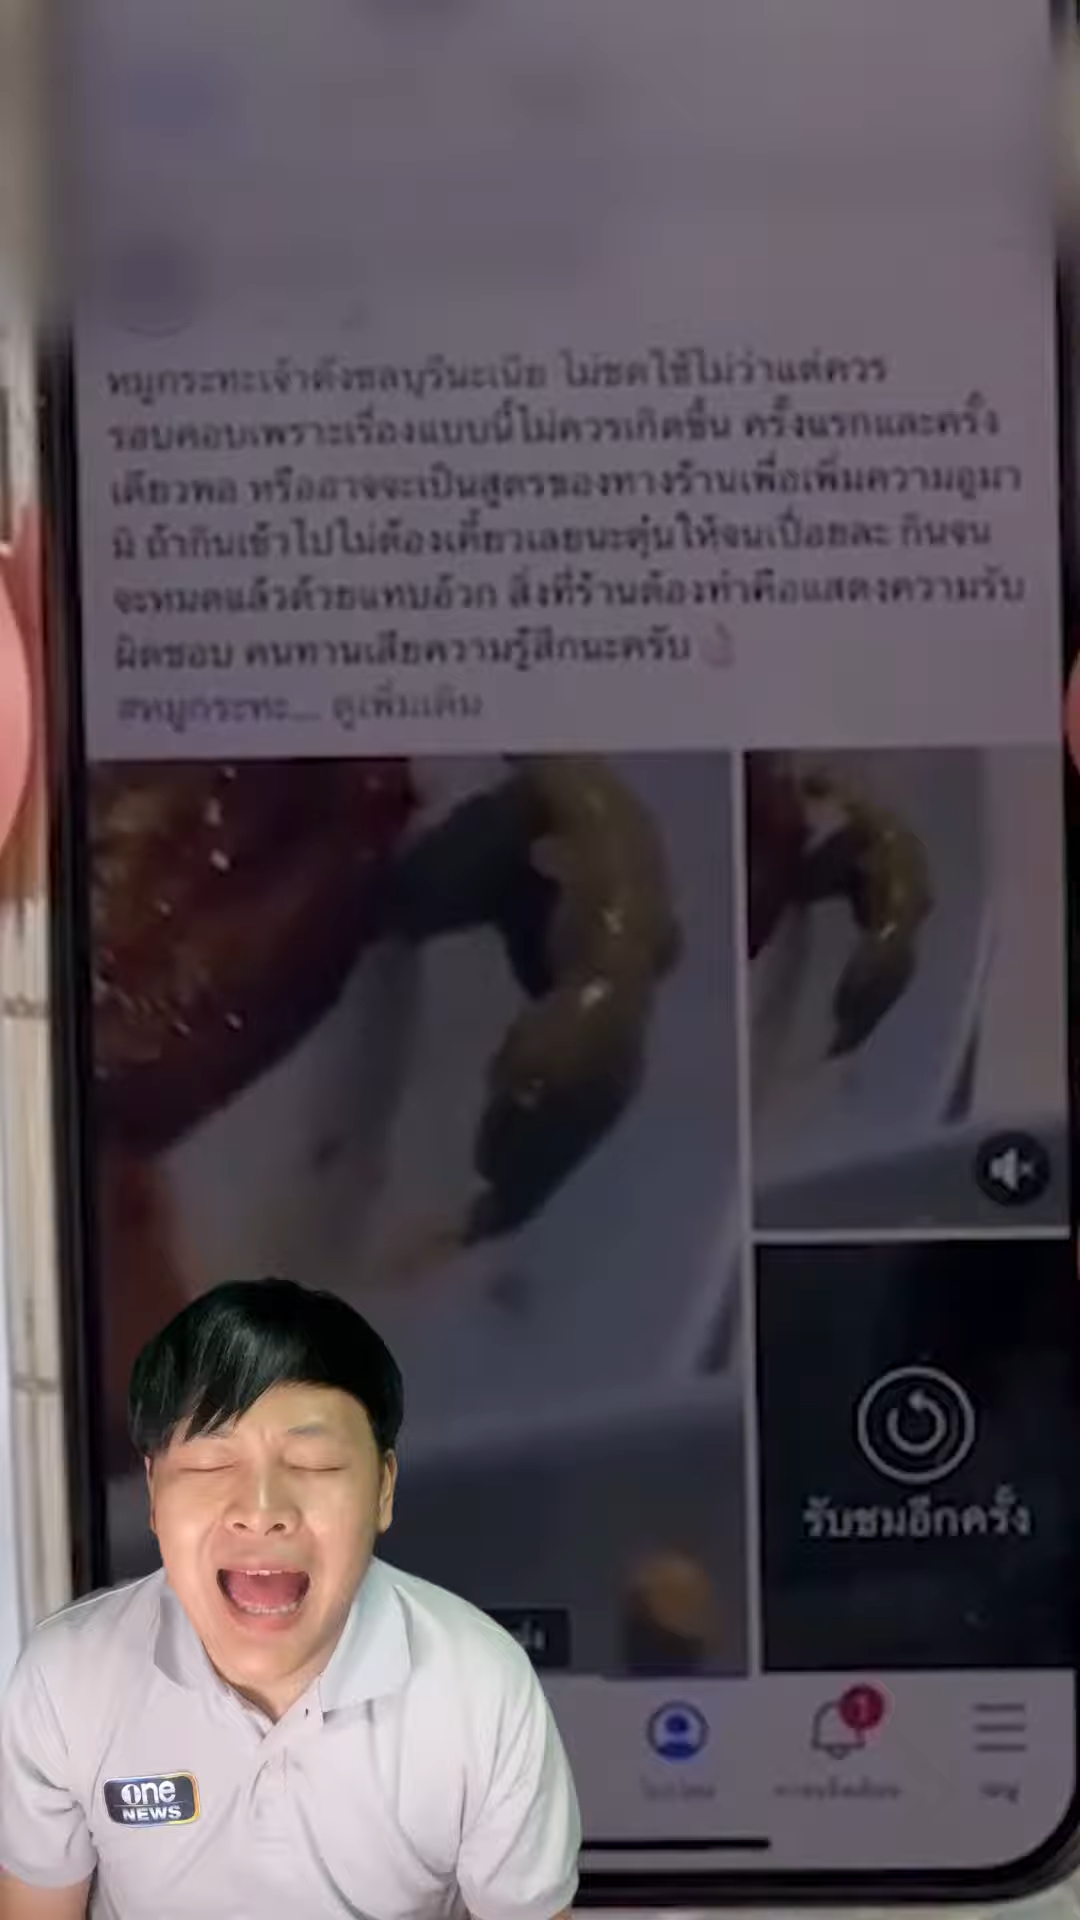 หมูกระทะเจ้าดังชลบุรีนะเนี่ย ไม่ชดใช้ไม่ว่าแต่ควร
รอบคอบเพราะเรื่องแบบนี้ไม่ควรเกิดขึ้น ครั้งแรกและครั้ง
เดียวพอ หรืออาจจะเป็นสูตรของทางร้านเพื่อเพิ่มความอูมา
มิ ถ้ากินเข้าไปไม่ต้องเคี้ยวเลยนะตุ๋นให้จนเปื่อยละ กินจน
จะหมดแล้วด้วยแทบอ้วก สิ่งที่ร้านต้องทำคือแสดงความรับ
ผิดชอบ คนทานเสียความรู้สึกนะครับ
#หมูกระทะ... ดูเพิ่มเติม
รับชมอีกครั้ง
1
เมนู
one
NEWS